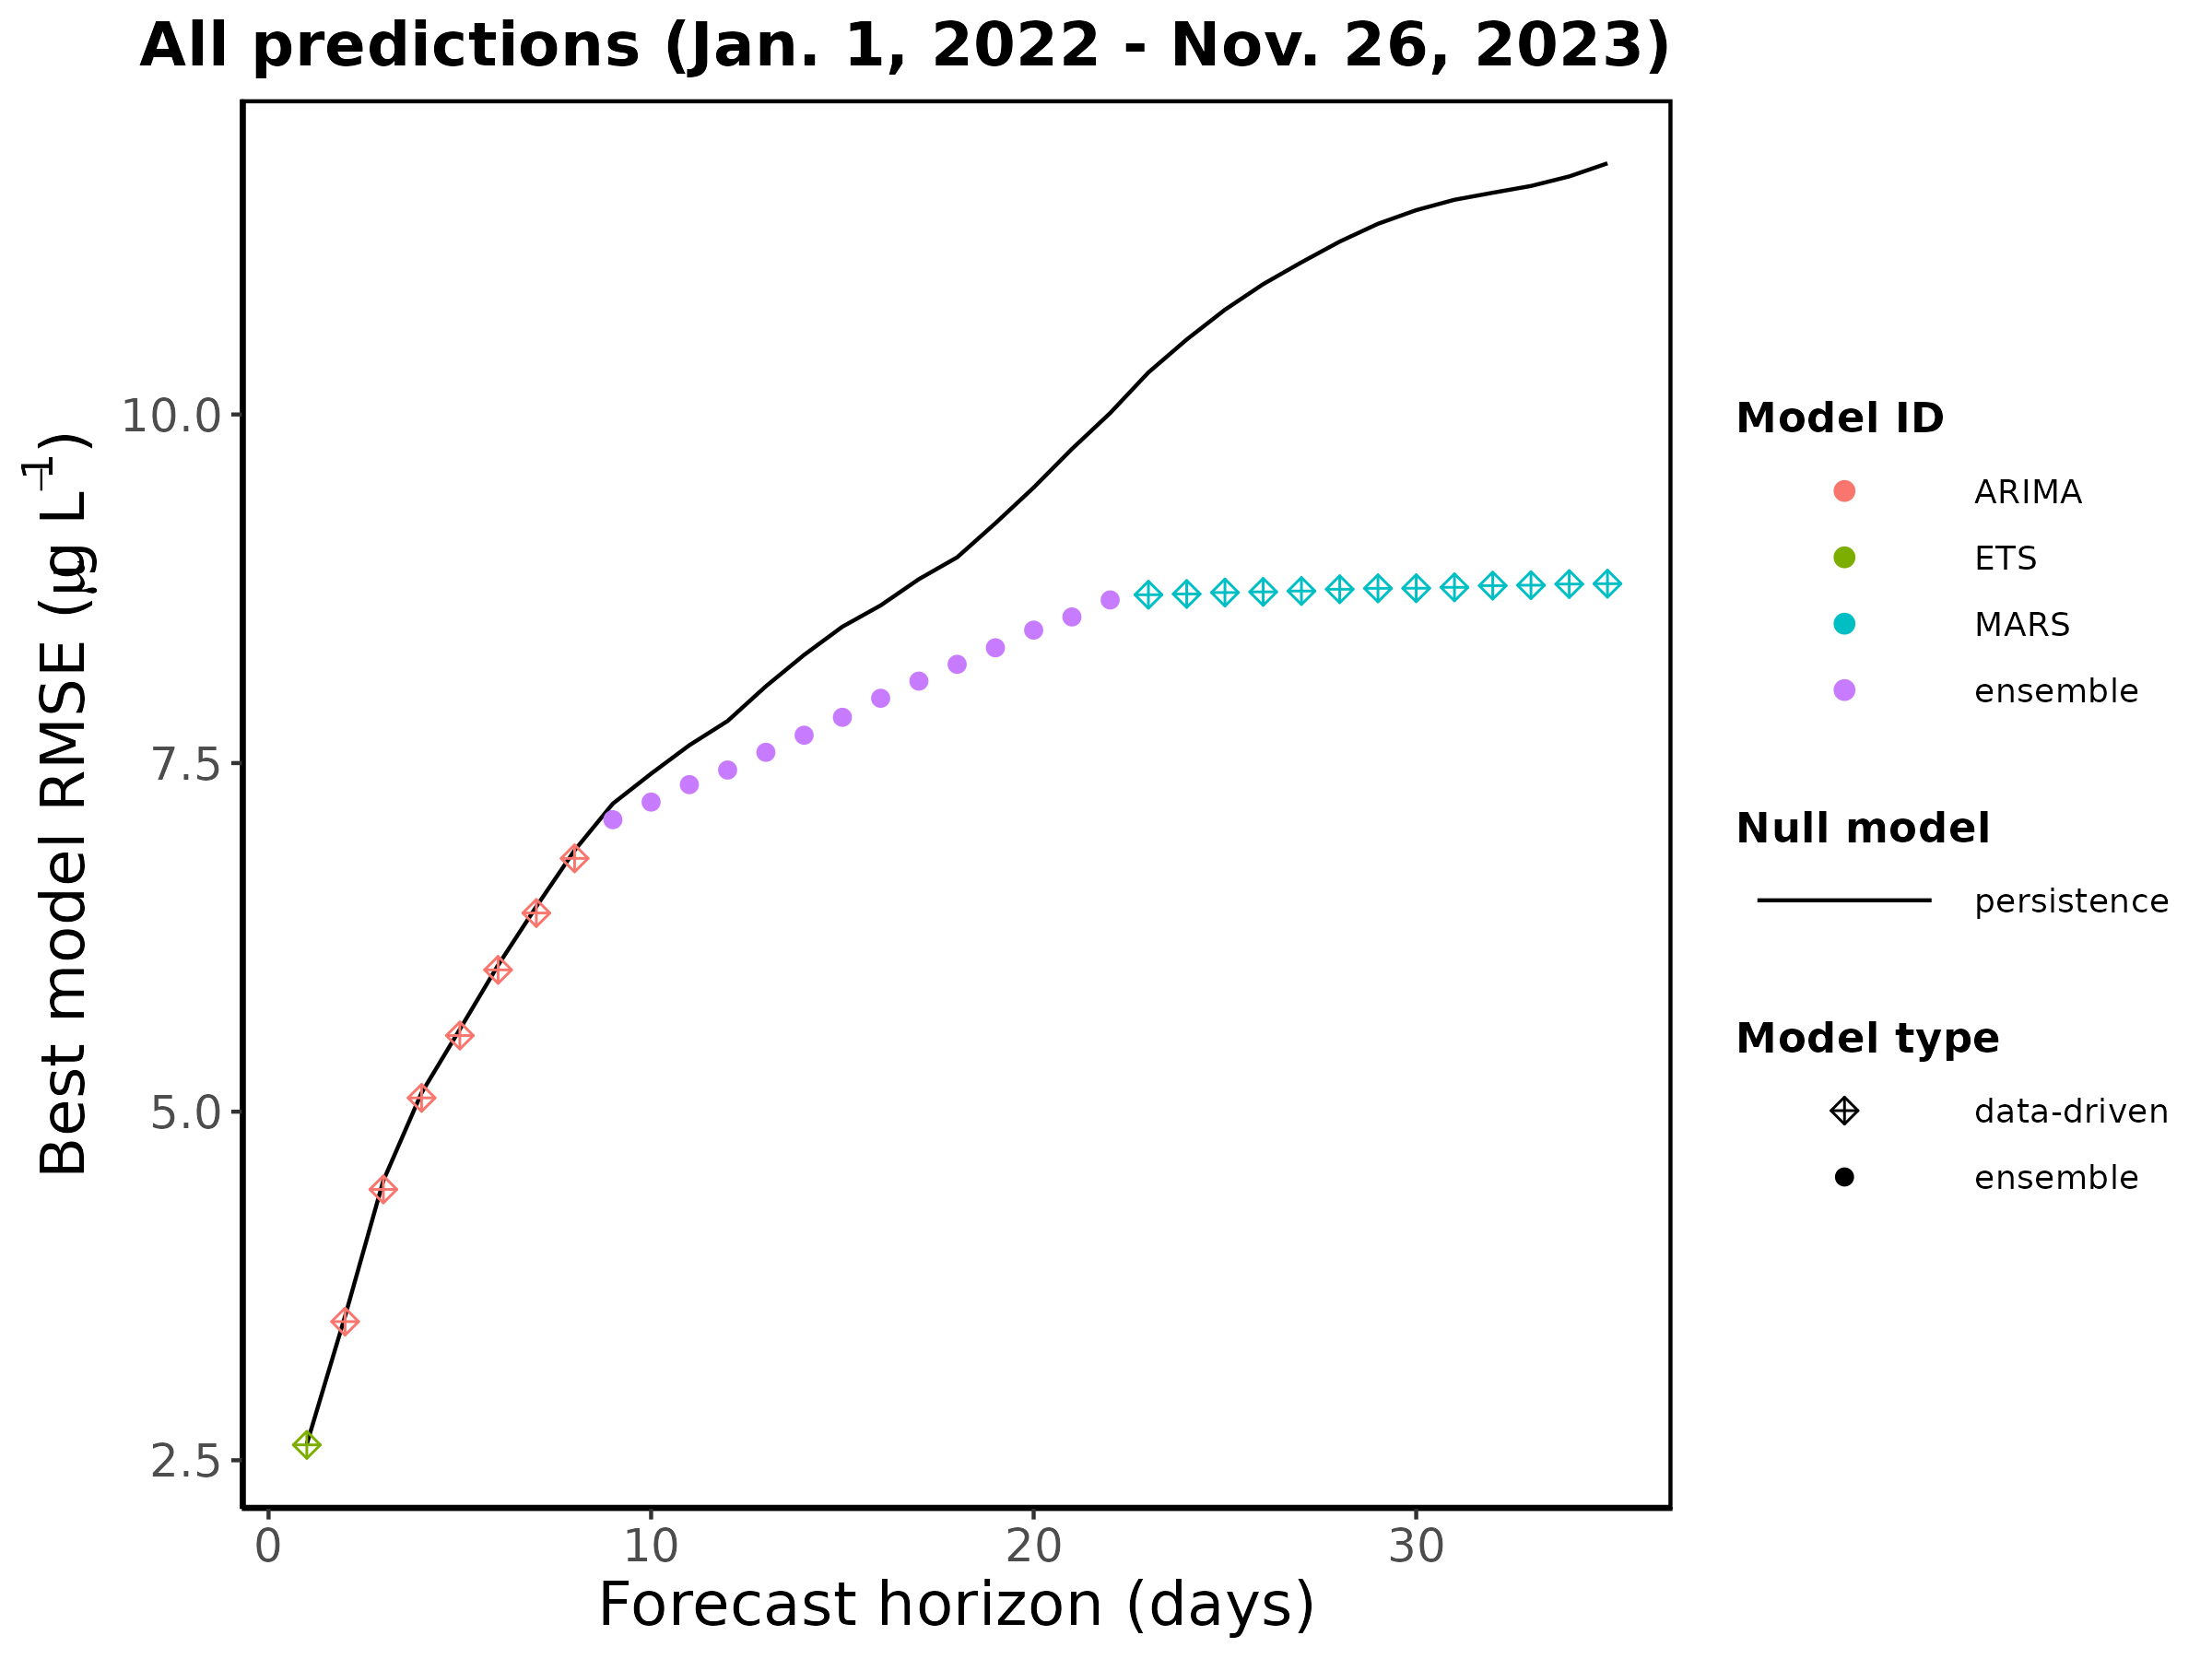 All predictions (Jan. 1, 2022 - Nov. 26, 2023)
Best model RMSE (µg L⁻¹)
10.0
7.5
5.0
2.5
0 10 20 30
Forecast horizon (days)
Model ID
ARIMA
ETS
MARS
ensemble
Null model
persistence
Model type
data-driven
ensemble